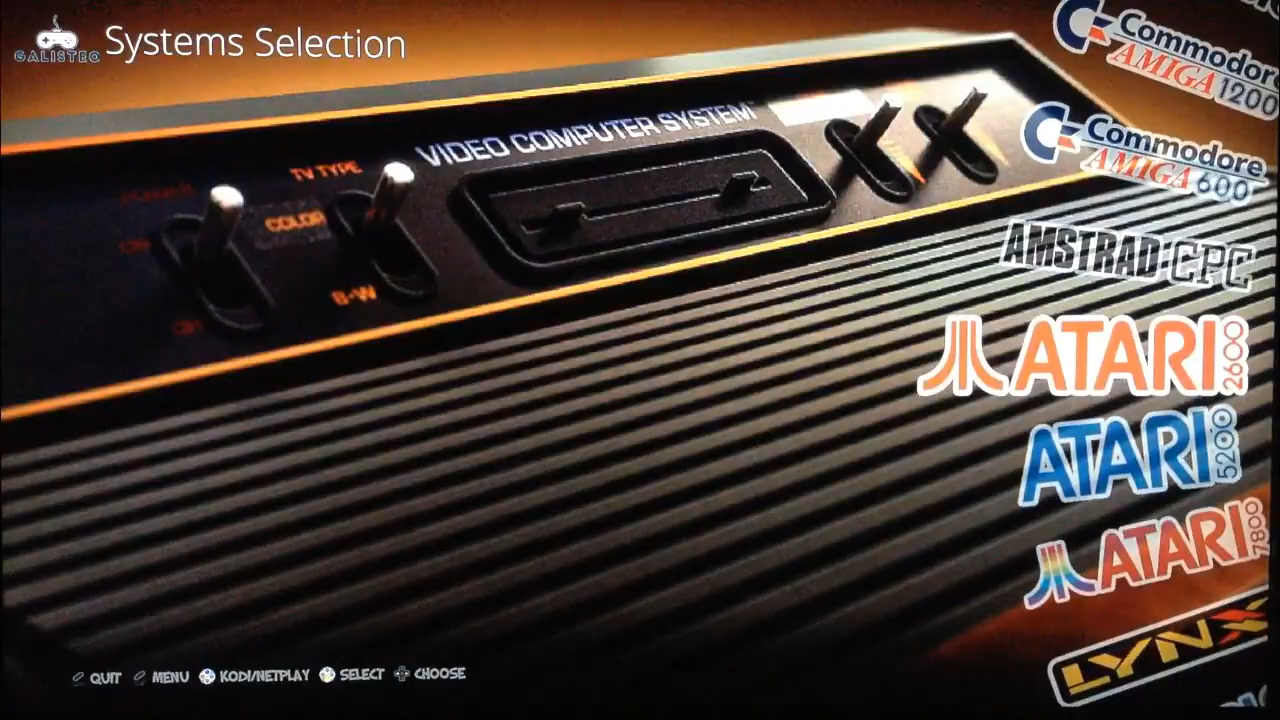 GALISTEO
Systems Selection
VIDEO COMPUTER SYSTEM™
TV TYPE
COLOR
B-W
Commodore
AMIGA 1200
Commodore
AMIGA 600
AMSTRAD CPC
ATARI 2600
ATARI 5200
ATARI 7800
LYNX
QUIT MENU KODI/NETPLAY SELECT CHOOSE